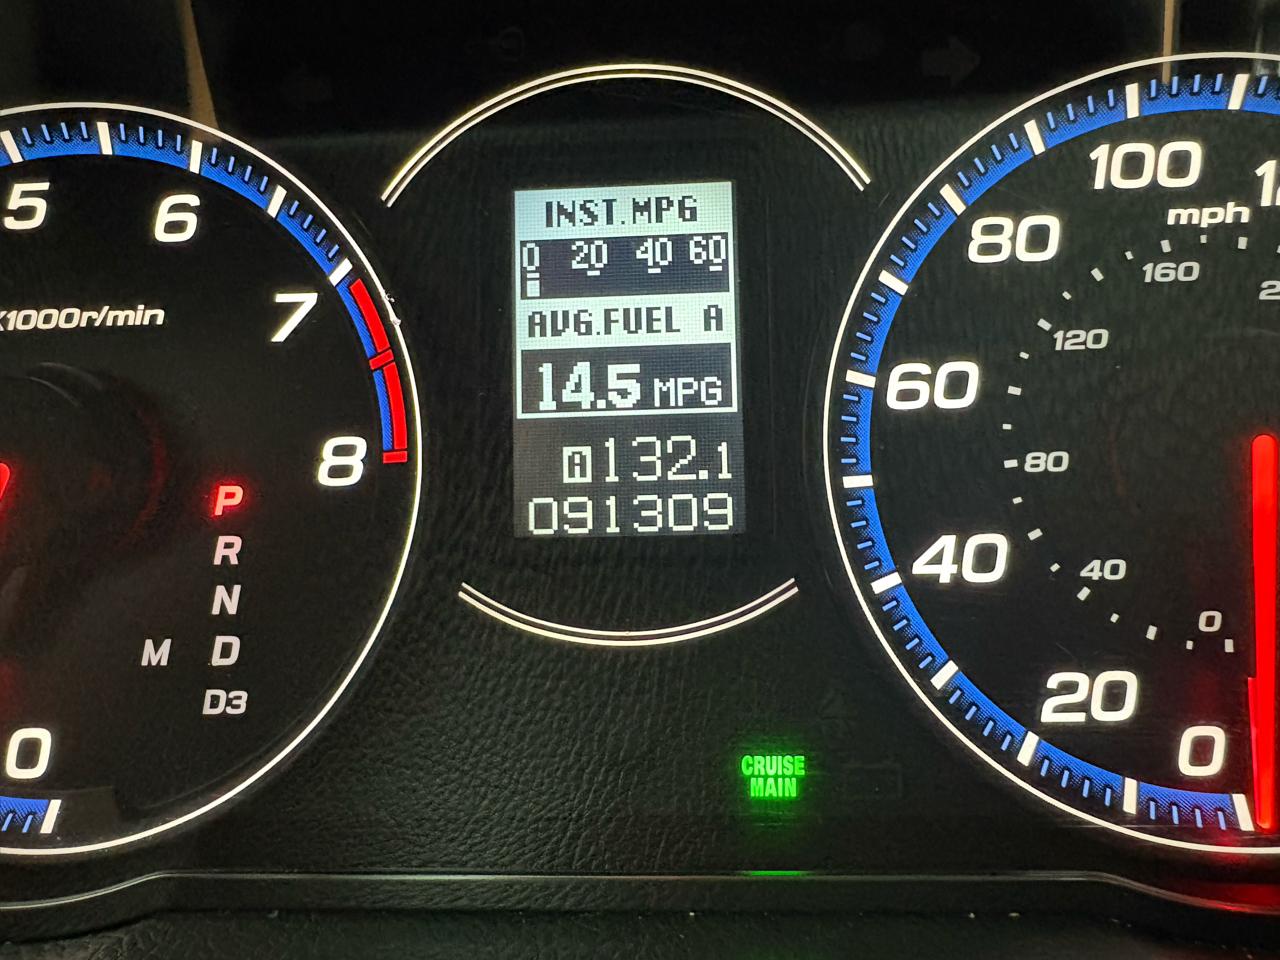 5
6
7
8
X1000r/min
P
R
N
M D
D3
0
INST.MPG
0 20 40 60
AVG.FUEL A
14.5 MPG
A 132.1
091309
CRUISE
MAIN
100
mph
80
60
40
20
0
160
120
80
40
0